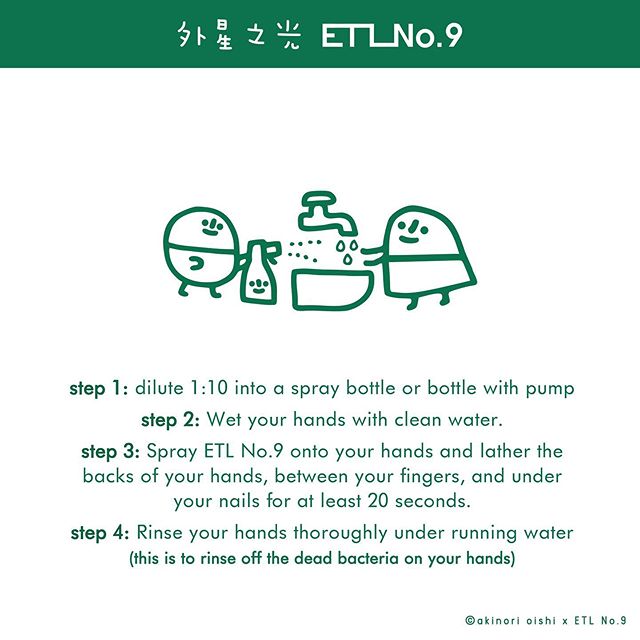 外星之光 ETL No.9
step 1: dilute 1:10 into a spray bottle or bottle with pump
step 2: Wet your hands with clean water.
step 3: Spray ETL No.9 onto your hands and lather the
backs of your hands, between your fingers, and under
your nails for at least 20 seconds.
step 4: Rinse your hands thoroughly under running water
(this is to rinse off the dead bacteria on your hands)
©akinori oishi x ETL No.9